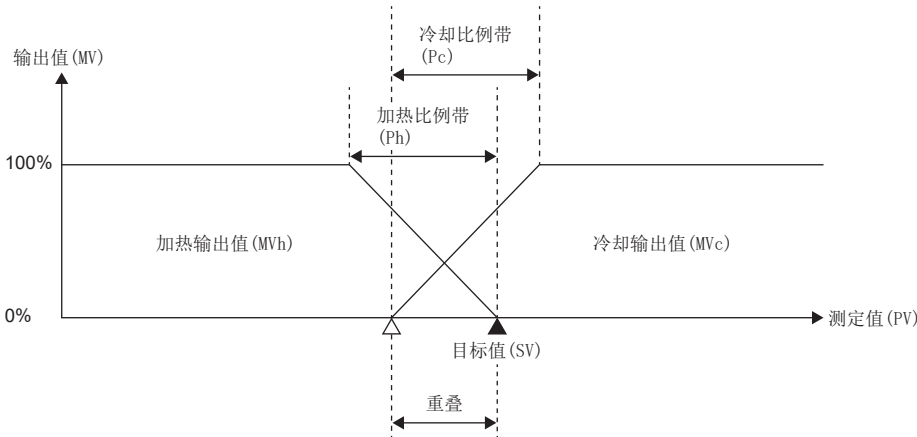 冷却比例带
(Pc)
输出值(MV)
加热比例带
(Ph)
100%
加热输出值(MVh)
冷却输出值(MVc)
0%
测定值(PV)
目标值(SV)
重叠